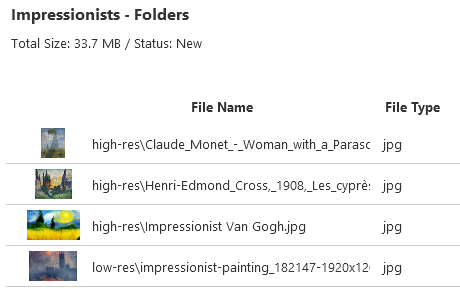 Impressionists - Folders
Total Size: 33.7 MB / Status: New
File Name File Type
high-res\Claude_Monet_-_Woman_with_a_Parasc jpg
high-res\Henri-Edmond_Cross,_1908,_Les_cyprès jpg
high-res\Impressionist Van Gogh.jpg jpg
low-res\impressionist-painting_182147-1920x12 jpg